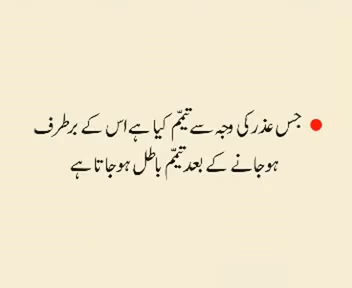 • جس عذر کی وجہ سے تیمّم کیا ہے اس کے برطرف
ہوجانے کے بعد تیمّم باطل ہوجاتا ہے